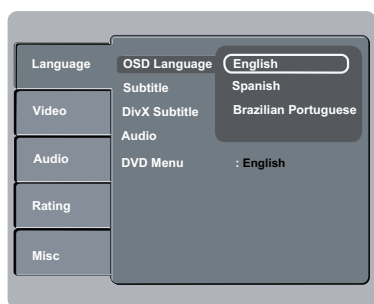 Language
Video
Audio
Rating
Misc
OSD Language
Subtitle
DivX Subtitle
Audio
DVD Menu
English
Spanish
Brazilian Portuguese
: English